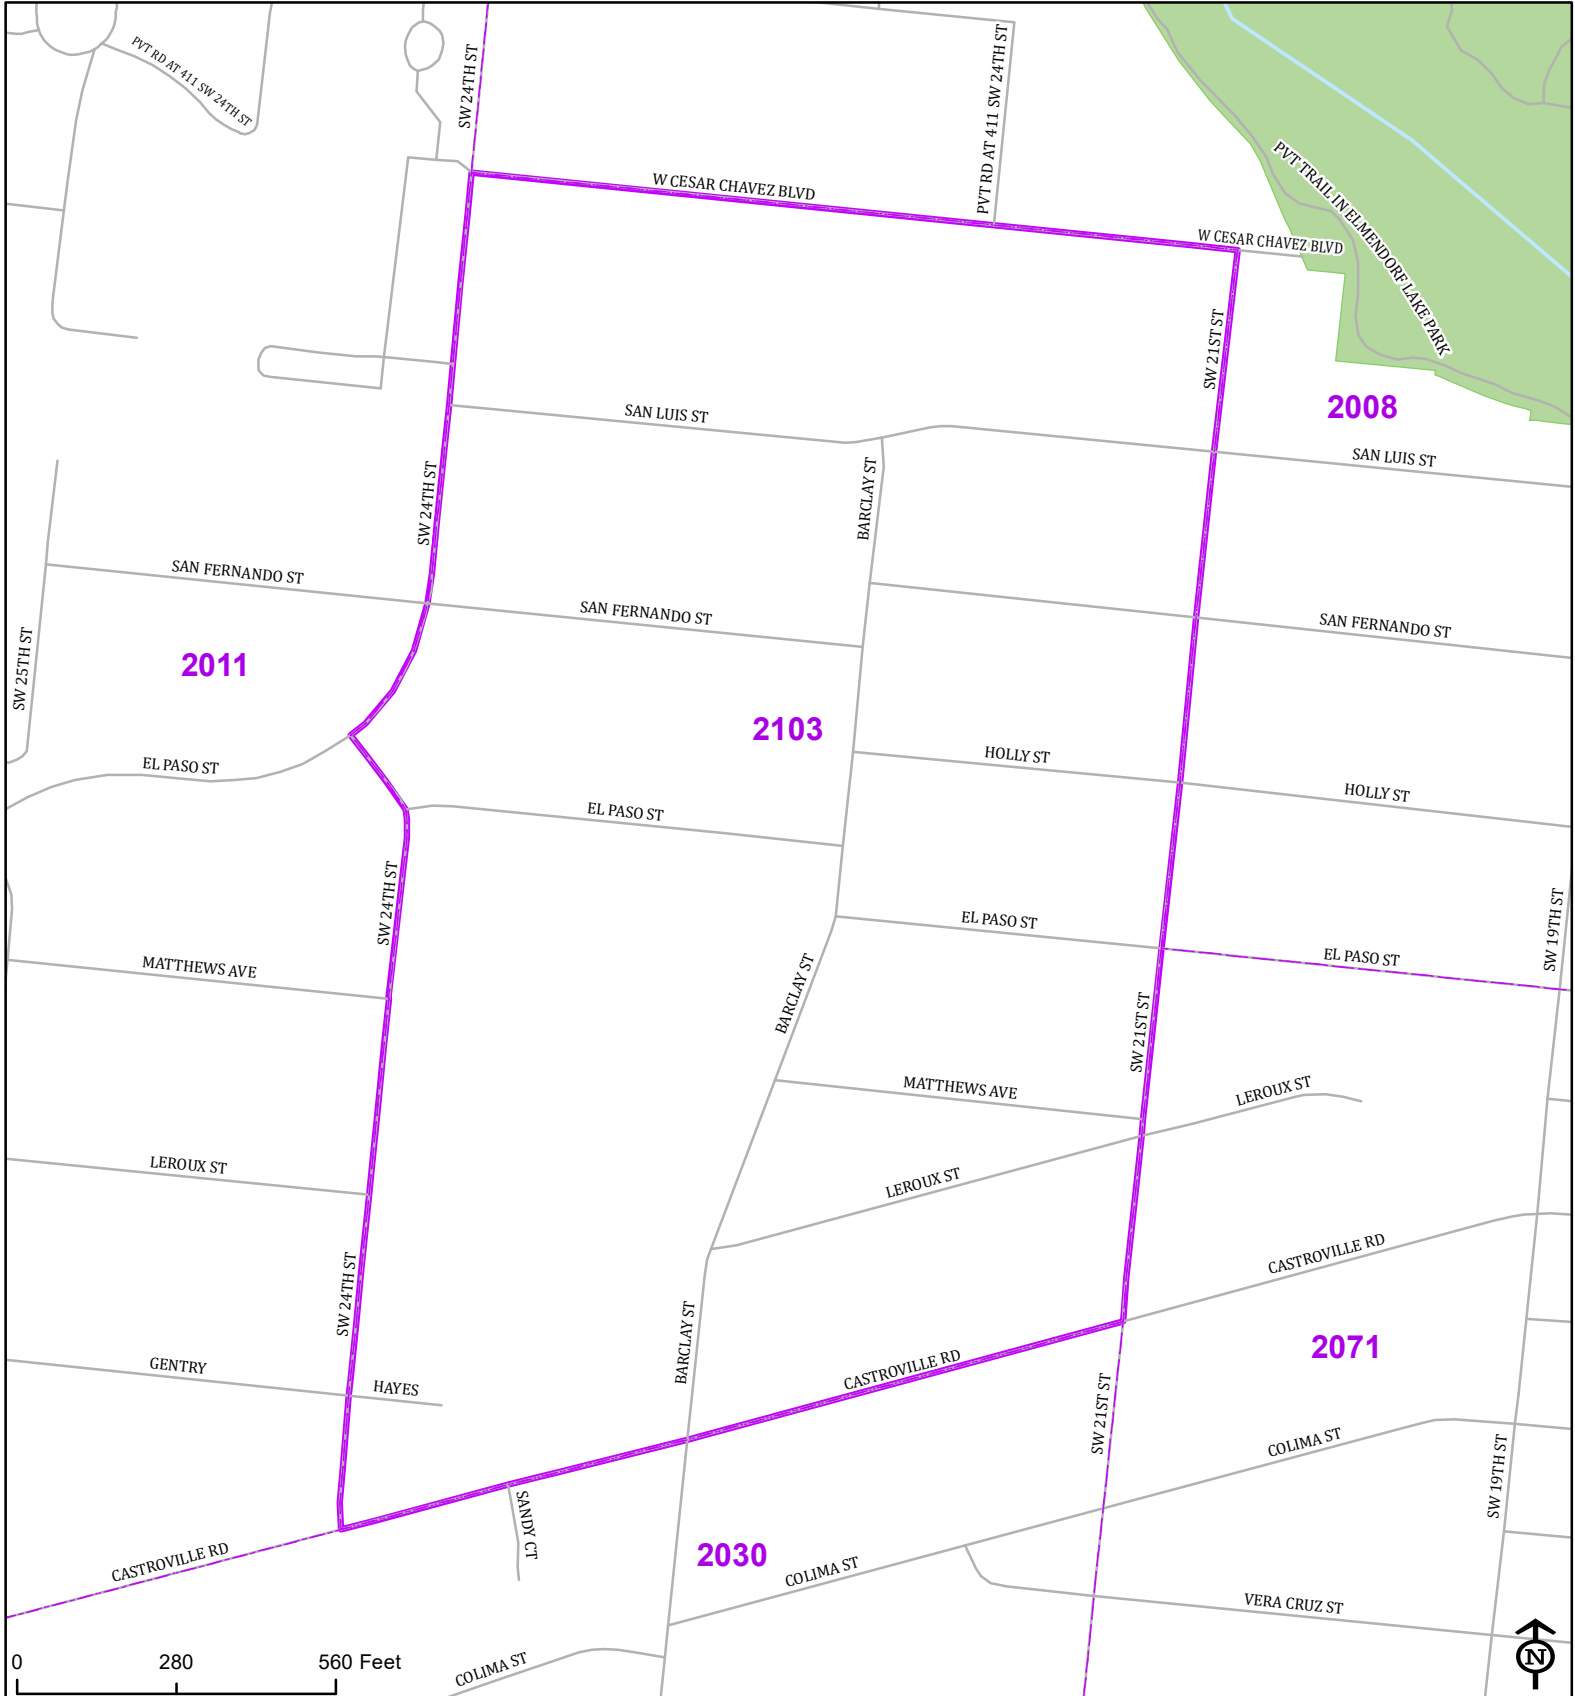 PVT RD AT 411 SW 24TH ST
SW 24TH ST
PVT RD AT 411 SW 24TH ST
W CESAR CHAVEZ BLVD
W CESAR CHAVEZ BLVD
PVT TRAIL IN ELMENDORF LAKE PARK
SW 21ST ST
2008
SAN LUIS ST
SAN LUIS ST
SW 24TH ST
BARCLAY ST
SAN FERNANDO ST
SAN FERNANDO ST
SAN FERNANDO ST
SW 25TH ST
2011
2103
EL PASO ST
HOLLY ST
HOLLY ST
EL PASO ST
SW 24TH ST
EL PASO ST
EL PASO ST
SW 19TH ST
MATTHEWS AVE
BARCLAY ST
SW 21ST ST
MATTHEWS AVE
LEROUX ST
LEROUX ST
LEROUX ST
SW 24TH ST
CASTROVILLE RD
BARCLAY ST
2071
GENTRY
HAYES
CASTROVILLE RD
SW 21ST ST
COLIMA ST
SW 19TH ST
SANDY CT
CASTROVILLE RD
2030
COLIMA ST
VERA CRUZ ST
COLIMA ST
0 280 560 Feet
N